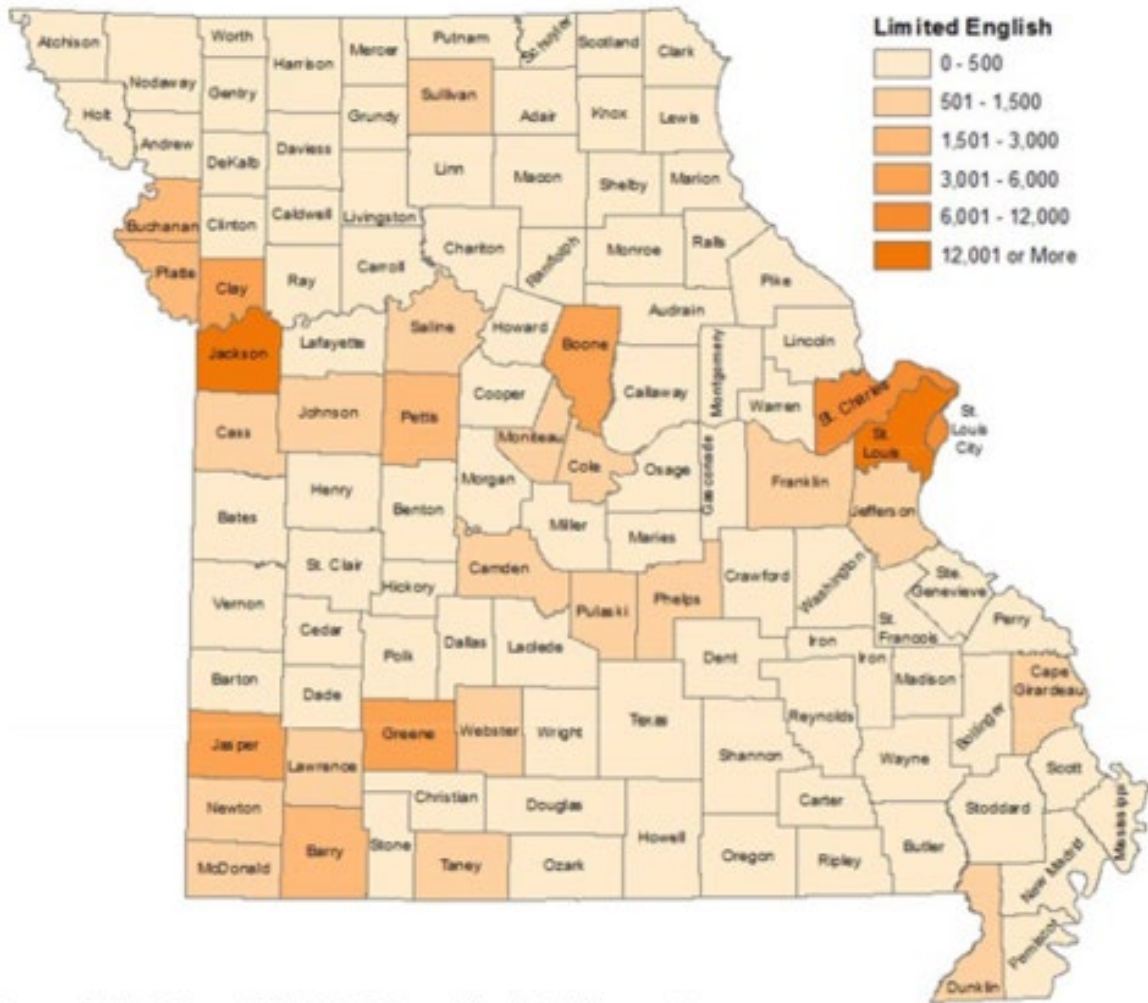 Limited English
0 - 500
501 - 1,500
1,501 - 3,000
3,001 - 6,000
6,001 - 12,000
12,001 or More
Atchison
Worth
Mercer
Putnam
Schuyler
Scotland
Clark
Nodaway
Harrison
Gentry
Sullivan
Holt
Grundy
Adair
Knox
Lewis
Andrew
DeKalb
Daviess
Linn
Macon
Shelby
Marion
Buchanan
Clinton
Caldwell
Livingston
Chariton
Randolph
Monroe
Ralls
Platte
Clay
Ray
Carroll
Pike
Audrain
Saline
Howard
Boone
Lafayette
Jackson
Lincoln
Montgomery
Callaway
Cooper
Warren
St. Charles
St.
Louis
City
St.
Louis
Cass
Johnson
Pettis
Moniteau
Cole
Osage
Gasconade
Franklin
Jefferson
Morgan
Henry
Benton
Bates
Miller
Maries
St. Clair
Camden
Hickory
Pulaski
Phelps
Crawford
Washington
Ste.
Genevieve
Vernon
Cedar
Dallas
Laclede
Polk
St.
Francois
Perry
Iron
Iron
Dent
Barton
Dade
Madison
Cape
Girardeau
Bollinger
Reynolds
Texas
Jasper
Greene
Webster
Wright
Shannon
Wayne
Lawrence
Scott
Newton
Christian
Douglas
Carter
Stoddard
Mississippi
Howell
Stone
Barry
Taney
Ozark
Oregon
Ripley
Butler
McDonald
New Madrid
Pemiscot
Dunklin